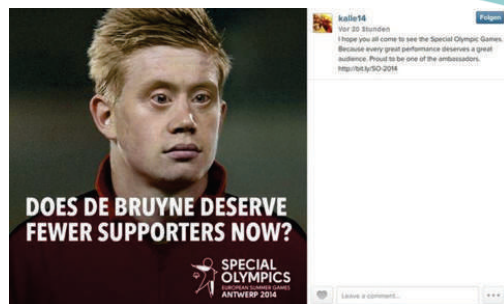 DOES DE BRUYNE DESERVE
FEWER SUPPORTERS NOW?
SPECIAL
OLYMPICS
EUROPEAN SUMMER GAMES
ANTWERP 2014
kalle14
Folgen
Vor 20 Stunden
I hope you all come to see the Special Olympic Games.
Because every great performance deserves a great
audience. Proud to be one of the ambassadors.
http://bit.ly/SO-2014
Leave a comment...